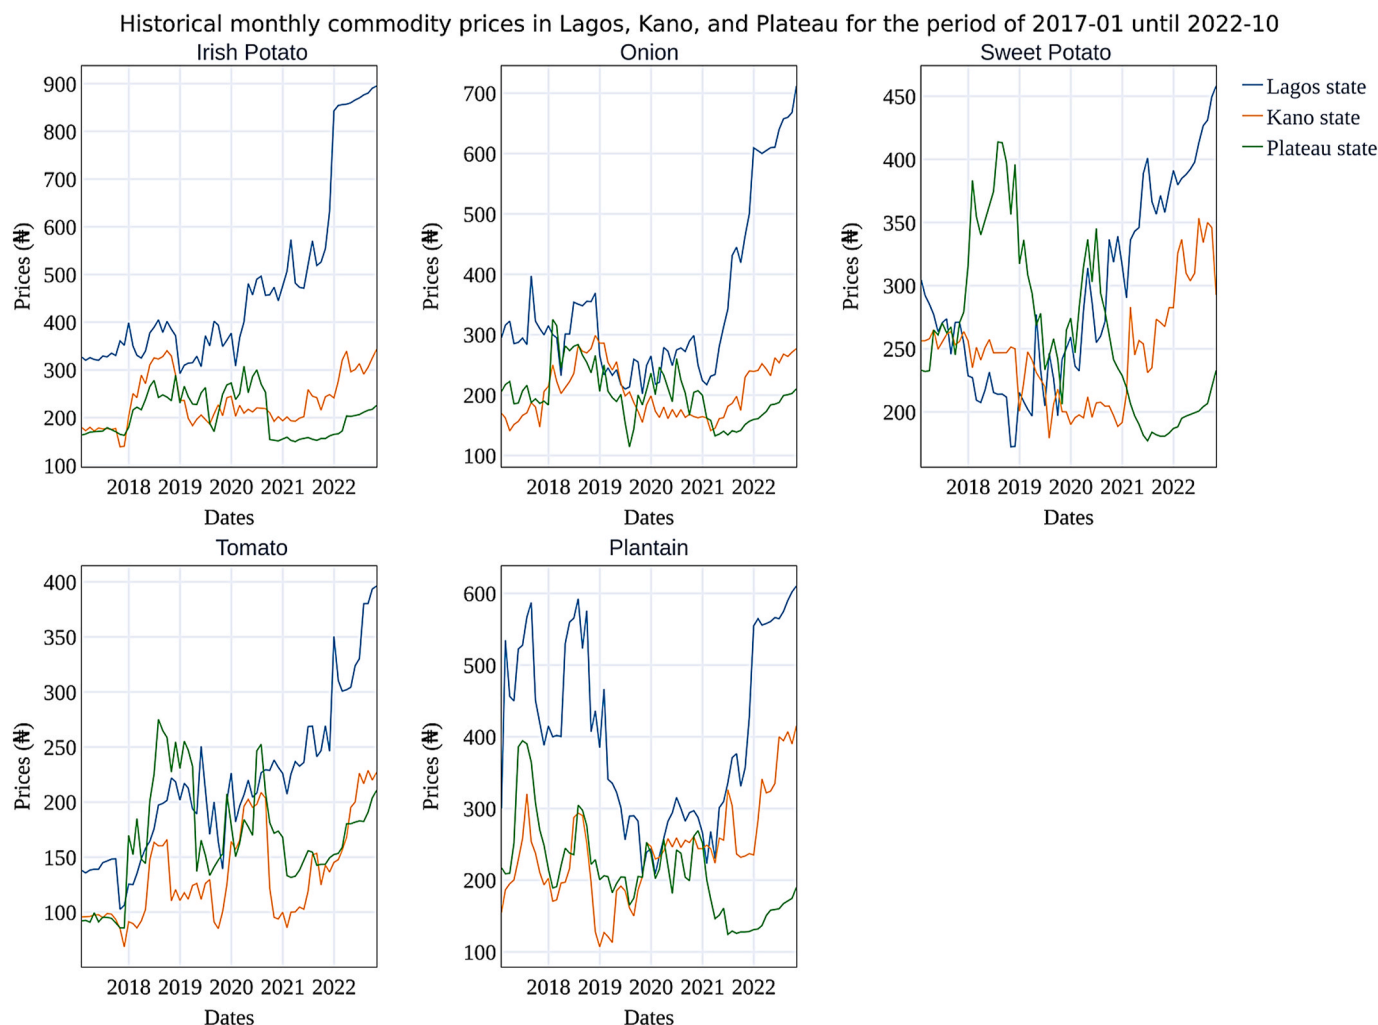 Historical monthly commodity prices in Lagos, Kano, and Plateau for the period of 2017-01 until 2022-10
Irish Potato
Onion
Sweet Potato
900
800
700
600
500
400
300
200
100
Prices (₦)
2018 2019 2020 2021 2022
Dates
700
600
500
400
300
200
100
Prices (₦)
2018 2019 2020 2021 2022
Dates
450
400
350
300
250
200
Prices (₦)
2018 2019 2020 2021 2022
Dates
Lagos state
Kano state
Plateau state
Tomato
Plantain
400
350
300
250
200
150
100
Prices (₦)
2018 2019 2020 2021 2022
Dates
600
500
400
300
200
100
Prices (₦)
2018 2019 2020 2021 2022
Dates